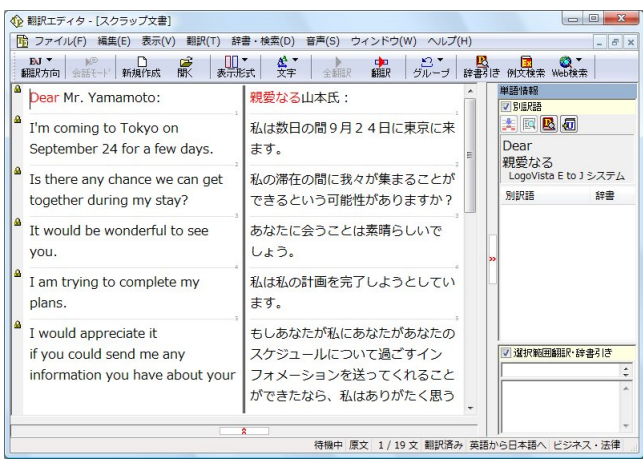 翻訳エディタ - [スクラップ文書]
ファイル(F) 編集(E) 表示(V) 翻訳(T) 辞書・検索(D) 音声(S) ウィンドウ(W) ヘルプ(H)
翻訳方向 会話モード 新規作成 開く 表示形式 文字 全翻訳 翻訳 グループ 辞書引き 例文検索 Web検索
Dear Mr. Yamamoto:
親愛なる山本氏：
1
I'm coming to Tokyo on
September 24 for a few days.
私は数日の間９月２４日に東京に来
ます。
2
Is there any chance we can get
together during my stay?
私の滞在の間に我々が集まることが
できるという可能性がありますか？
3
It would be wonderful to see
you.
あなたに会うことは素晴らしいで
しょう。
4
I am trying to complete my
plans.
私は私の計画を完了しようとしてい
ます。
5
I would appreciate it
if you could send me any
information you have about your
もしあなたが私にあなたがあなたの
スケジュールについて過ごすイン
フォメーションを送ってくれること
ができたなら、私はありがたく思う
単語情報
別訳語
Dear
親愛なる
LogoVista E to J システム
別訳語 辞書
選択範囲翻訳・辞書引き
待機中 原文 1 / 19 文 翻訳済み 英語から日本語へ ビジネス・法律